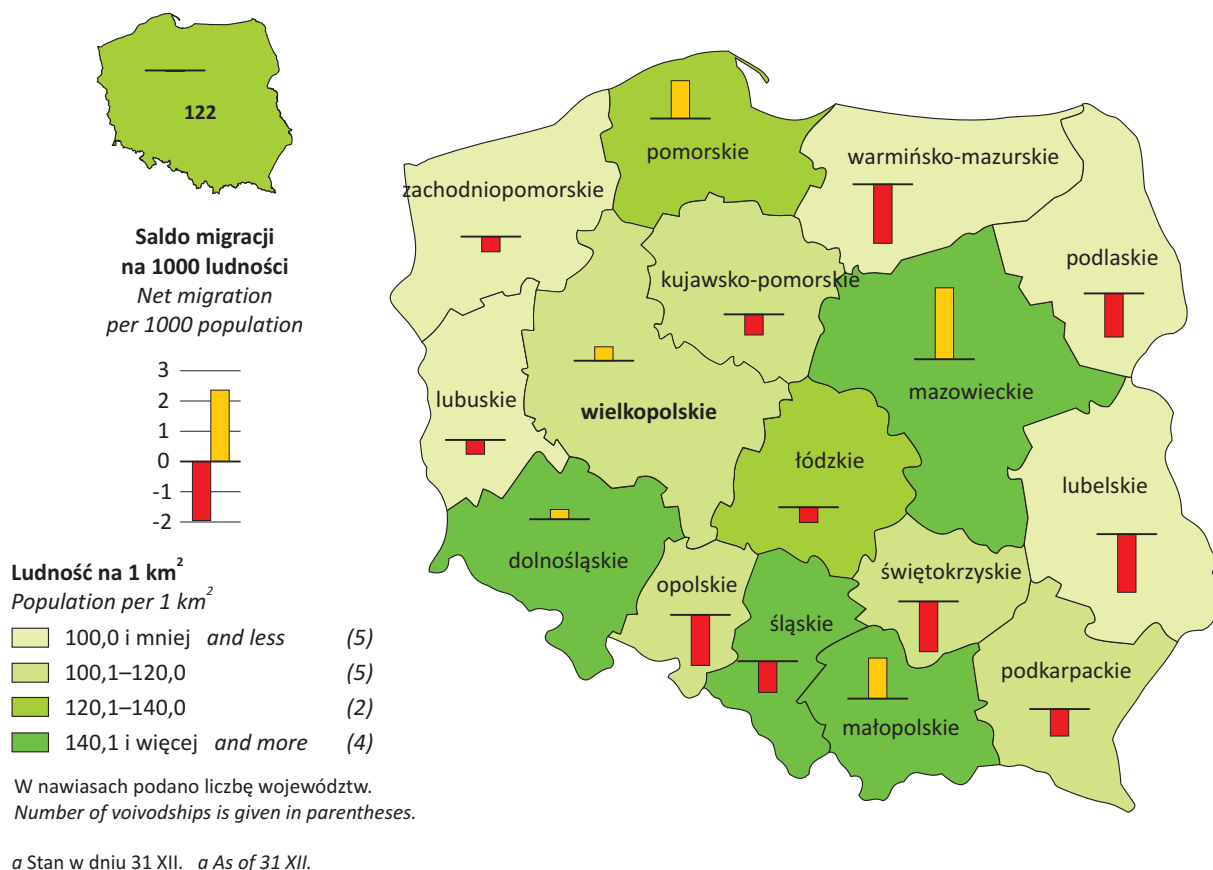 122
Saldo migracji
na 1000 ludności
Net migration
per 1000 population
3
2
1
0
-1
-2
Ludność na 1 km²
Population per 1 km²
100,0 i mniej and less (5)
100,1–120,0 (5)
120,1–140,0 (2)
140,1 i więcej and more (4)
W nawiasach podano liczbę województw.
Number of voivodships is given in parentheses.
a Stan w dniu 31 XII. a As of 31 XII.
pomorskie
warmińsko-mazurskie
zachodniopomorskie
podlaskie
kujawsko-pomorskie
mazowieckie
lubuskie
wielkopolskie
łódzkie
lubelskie
dolnośląskie
opolskie
świętokrzyskie
śląskie
podkarpackie
małopolskie